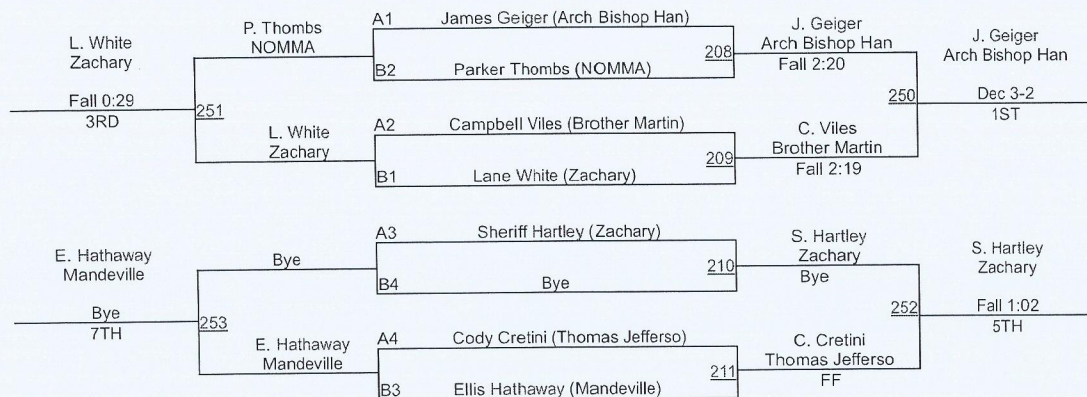 A1 James Geiger (Arch Bishop Han)
P. Thombs
NOMMA
L. White
Zachary
208
J. Geiger
Arch Bishop Han
J. Geiger
Arch Bishop Han
B2 Parker Thombs (NOMMA)
Fall 2:20
Fall 0:29
251
3RD
250
Dec 3-2
1ST
A2 Campbell Viles (Brother Martin)
L. White
Zachary
209
C. Viles
Brother Martin
B1 Lane White (Zachary)
Fall 2:19
A3 Sheriff Hartley (Zachary)
E. Hathaway
Mandeville
Bye
210
S. Hartley
Zachary
S. Hartley
Zachary
B4 Bye
Bye
Bye
253
7TH
252
Fall 1:02
5TH
A4 Cody Cretini (Thomas Jefferso)
E. Hathaway
Mandeville
211
C. Cretini
Thomas Jefferso
B3 Ellis Hathaway (Mandeville)
FF